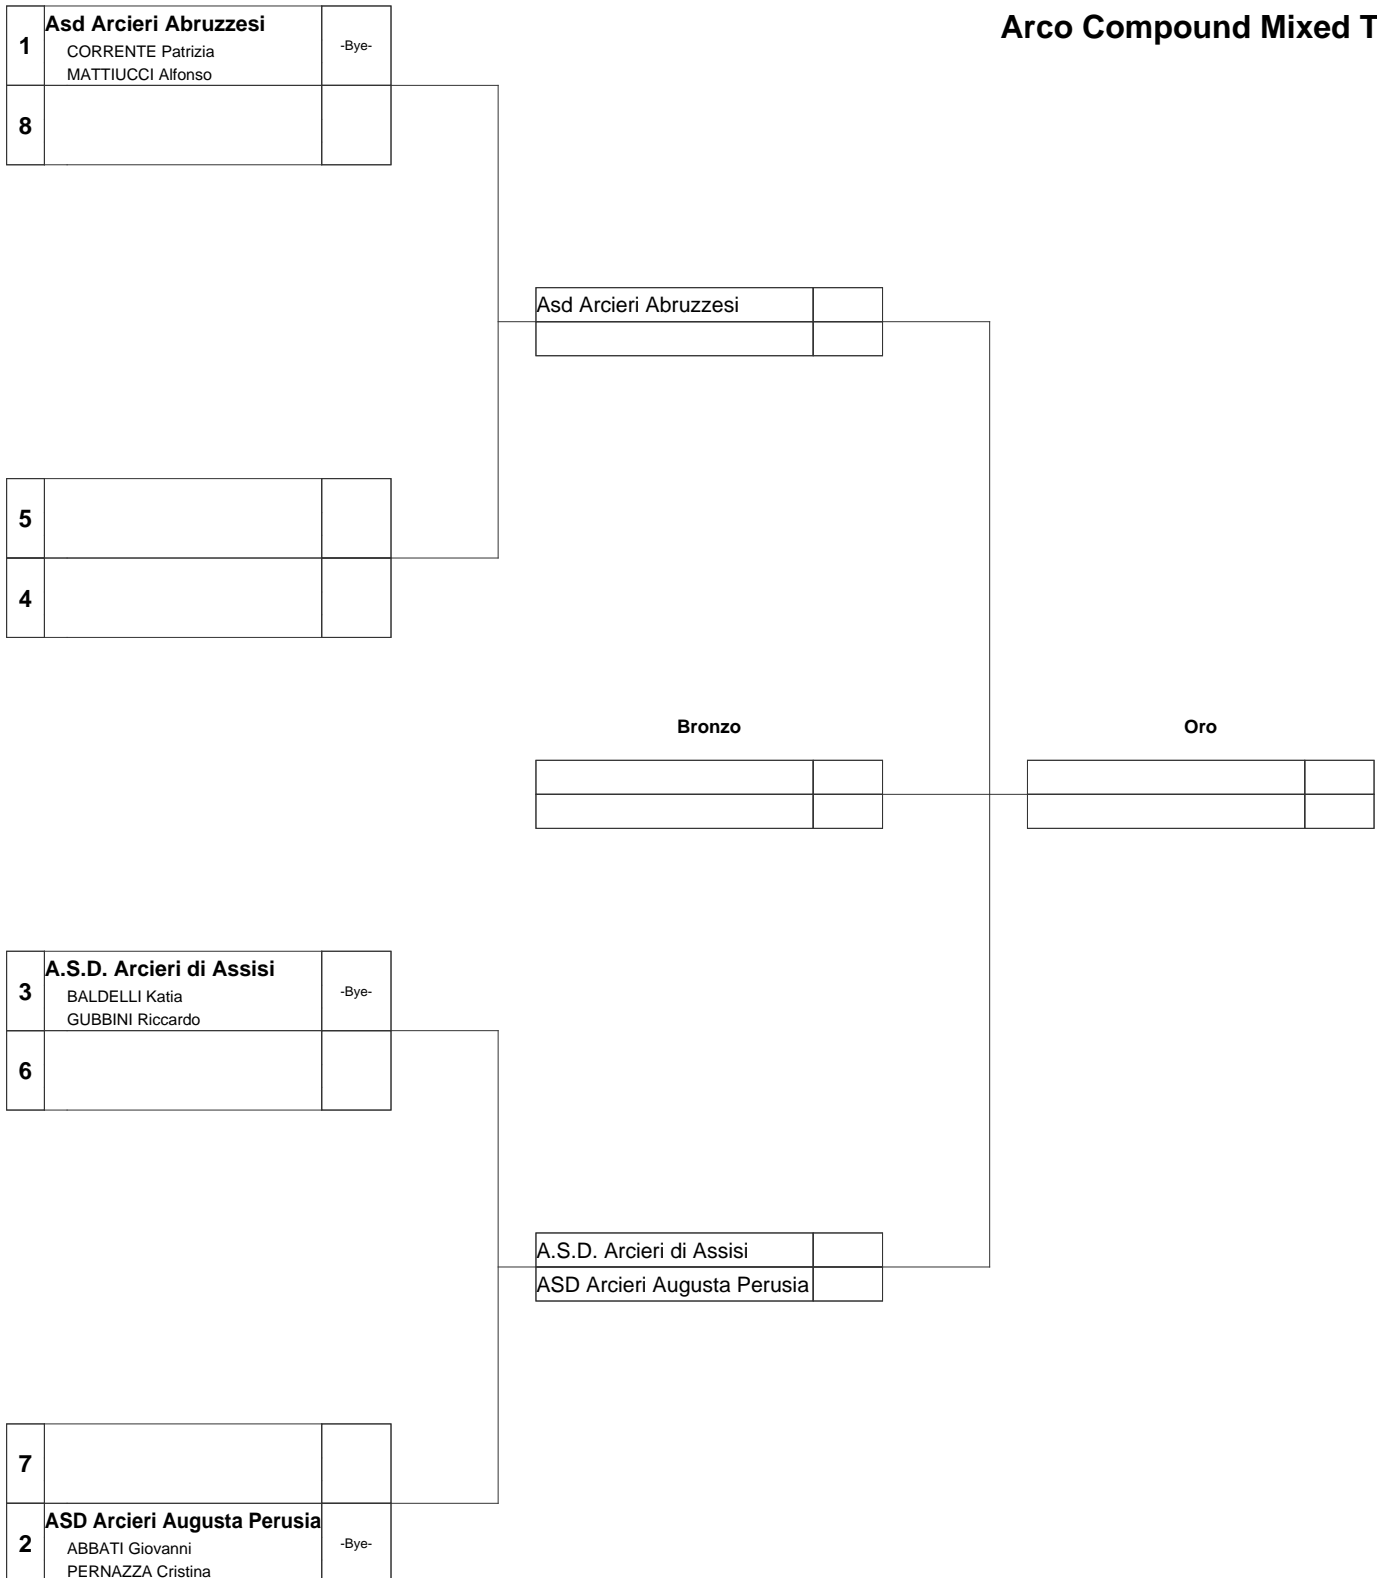 Arco Compound Mixed T
1
Asd Arcieri Abruzzesi
CORRENTE Patrizia
MATTIUCCI Alfonso
-Bye-
8
Asd Arcieri Abruzzesi
5
4
Bronzo
Oro
3
A.S.D. Arcieri di Assisi
BALDELLI Katia
GUBBINI Riccardo
-Bye-
6
A.S.D. Arcieri di Assisi
ASD Arcieri Augusta Perusia
7
2
ASD Arcieri Augusta Perusia
ABBATI Giovanni
PERNAZZA Cristina
-Bye-